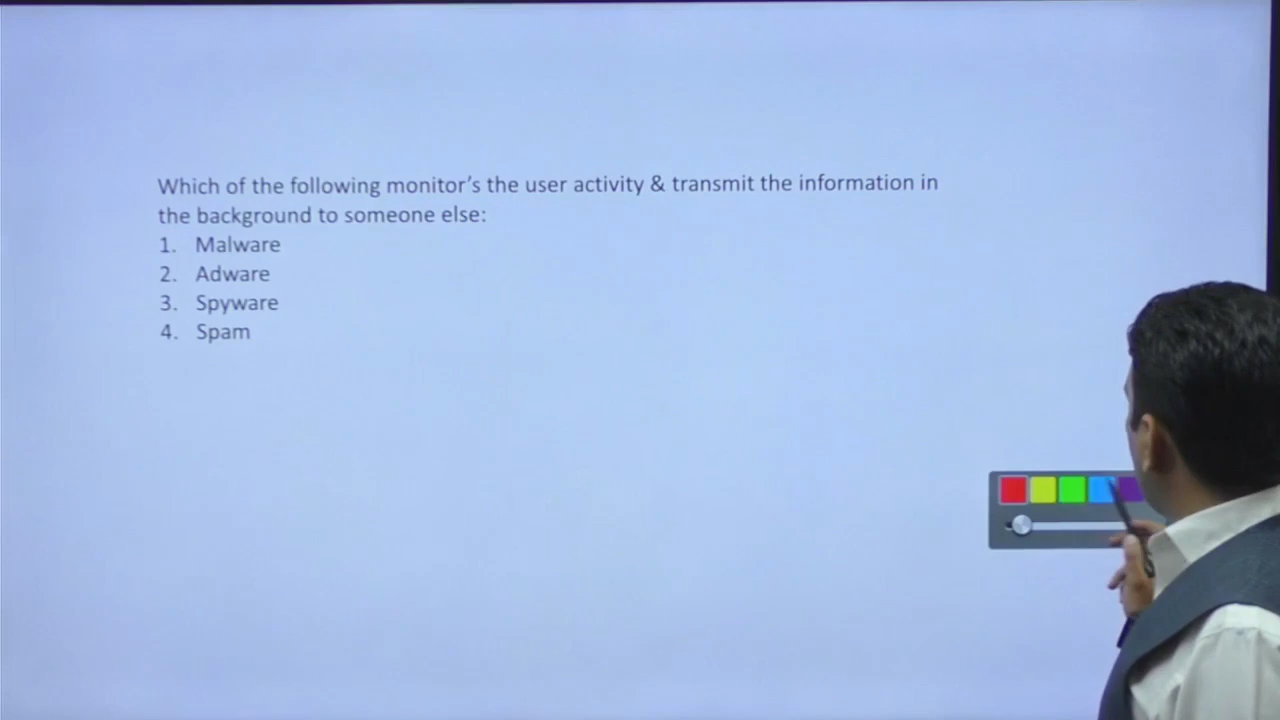 Which of the following monitor's the user activity & transmit the information in
the background to someone else:
1. Malware
2. Adware
3. Spyware
4. Spam